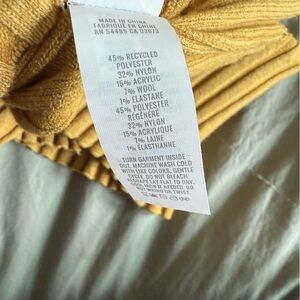 MADE IN CHINA
FABRIQUÉ EN CHINE
RN 54485 CA 03673
45% RECYCLED
POLYESTER
32% NYLON
15% ACRYLIC
7% WOOL
1% ELASTANE
45% POLYESTER
RÉGÉNÉRÉ
32% NYLON
15% ACRYLIQUE
7% LAINE
1% ÉLASTHANNE
TURN GARMENT INSIDE
OUT. MACHINE WASH COLD
WITH LIKE COLORS, GENTLE
CYCLE. DO NOT BLEACH.
RESHAPE LAY FLAT TO DRY.
COOL IRON IF NEEDED. DO
NOT WRING OR TWIST.